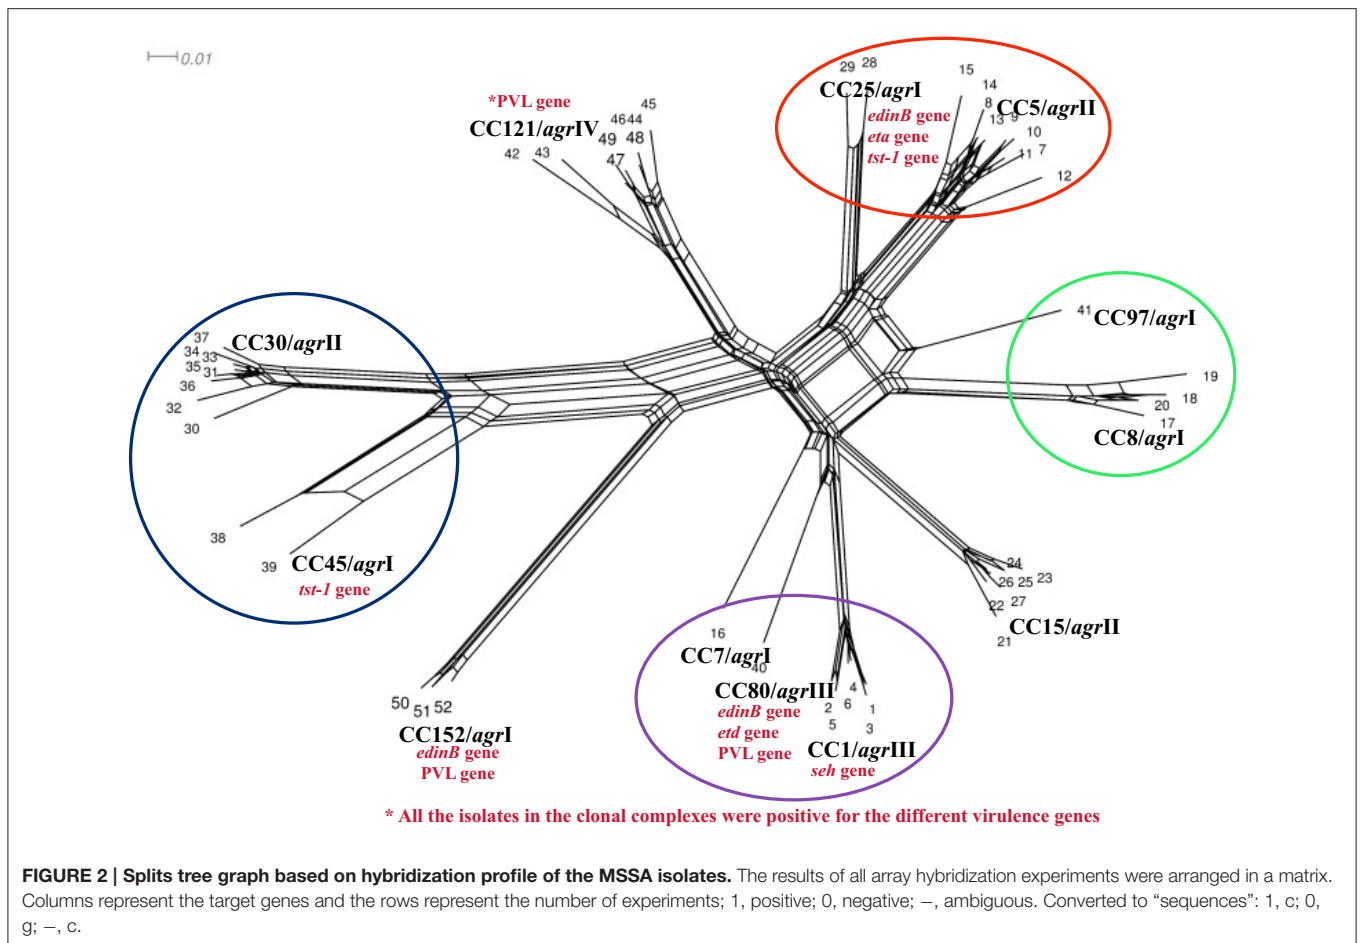 0.01
29 28
15
14
CC25/agrI
8
CC5/agrII
13 9
10
11 7
12
edinB gene
eta gene
tst-1 gene
*PVL gene
CC121/agrIV
42 43
45
46 44
49 48
47
41 CC97/agrI
19
18
20
17
CC8/agrI
37
CC30/agrII
34 33
35 31
36
32
30
38
39
CC45/agrI
tst-1 gene
24
26 25 23
22 27
CC15/agrII
21
16
CC7/agrI
40
CC80/agrIII
edinB gene
etd gene
PVL gene
4
2 6 1
5 3
CC1/agrIII
seh gene
50 51 52
CC152/agrI
edinB gene
PVL gene
* All the isolates in the clonal complexes were positive for the different virulence genes
FIGURE 2 | Splits tree graph based on hybridization profile of the MSSA isolates. The results of all array hybridization experiments were arranged in a matrix.
Columns represent the target genes and the rows represent the number of experiments; 1, positive; 0, negative; −, ambiguous. Converted to “sequences”: 1, c; 0,
g; −, c.